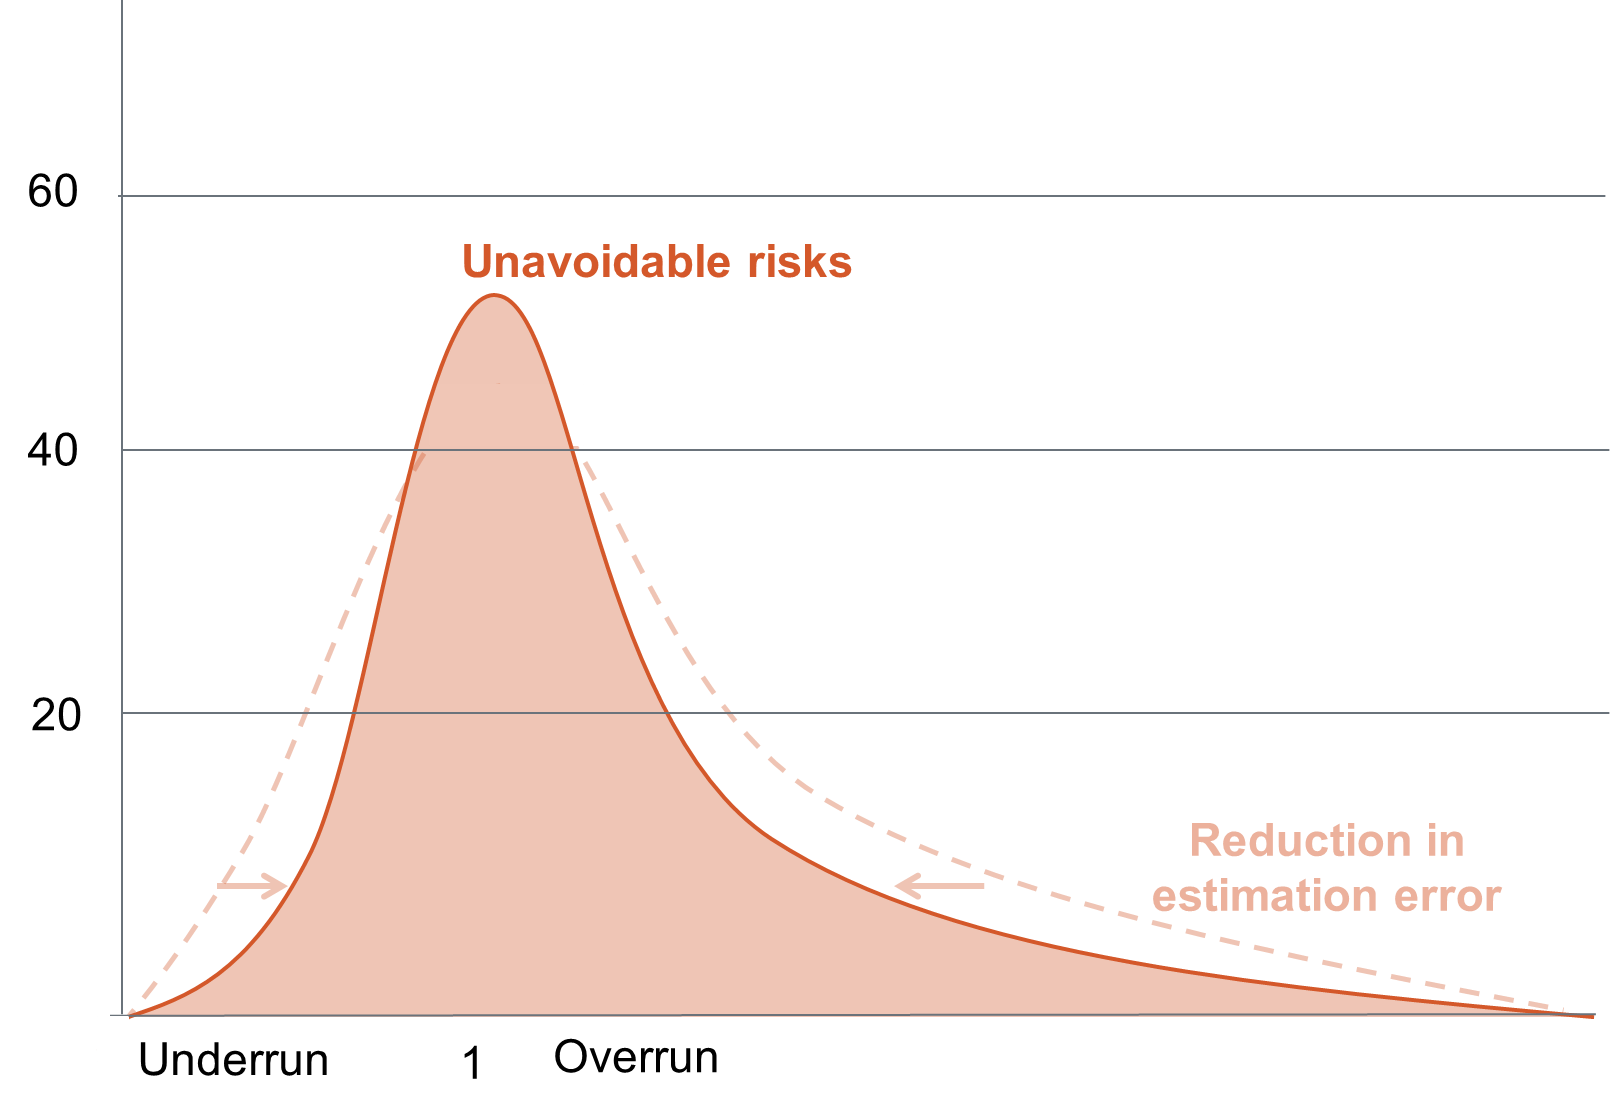 60
Unavoidable risks
40
20
Reduction in
estimation error
Underrun
1
Overrun